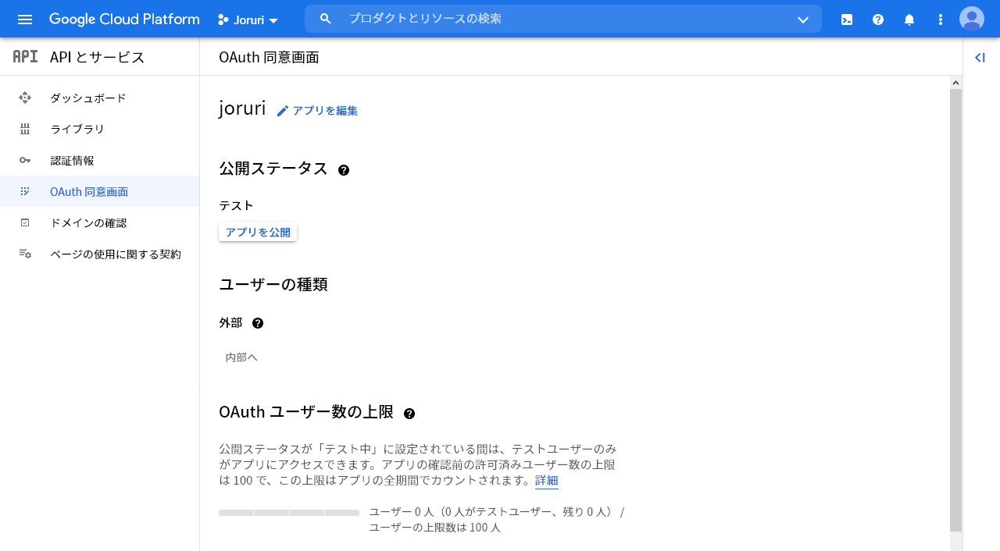 Google Cloud Platform
Joruri
プロダクトとリソースの検索
API
API とサービス
OAuth 同意画面
ダッシュボード
ライブラリ
認証情報
OAuth 同意画面
ドメインの確認
ページの使用に関する契約
joruri
アプリを編集
公開ステータス
テスト
アプリを公開
ユーザーの種類
外部
内部へ
OAuth ユーザー数の上限
公開ステータスが「テスト中」に設定されている間は、テストユーザーのみ
がアプリにアクセスできます。アプリの確認前の許可済みユーザー数の上限
は 100 で、この上限はアプリの全期間でカウントされます。詳細
ユーザー 0 人（0 人がテストユーザー、残り 0 人） /
ユーザーの上限数は 100 人